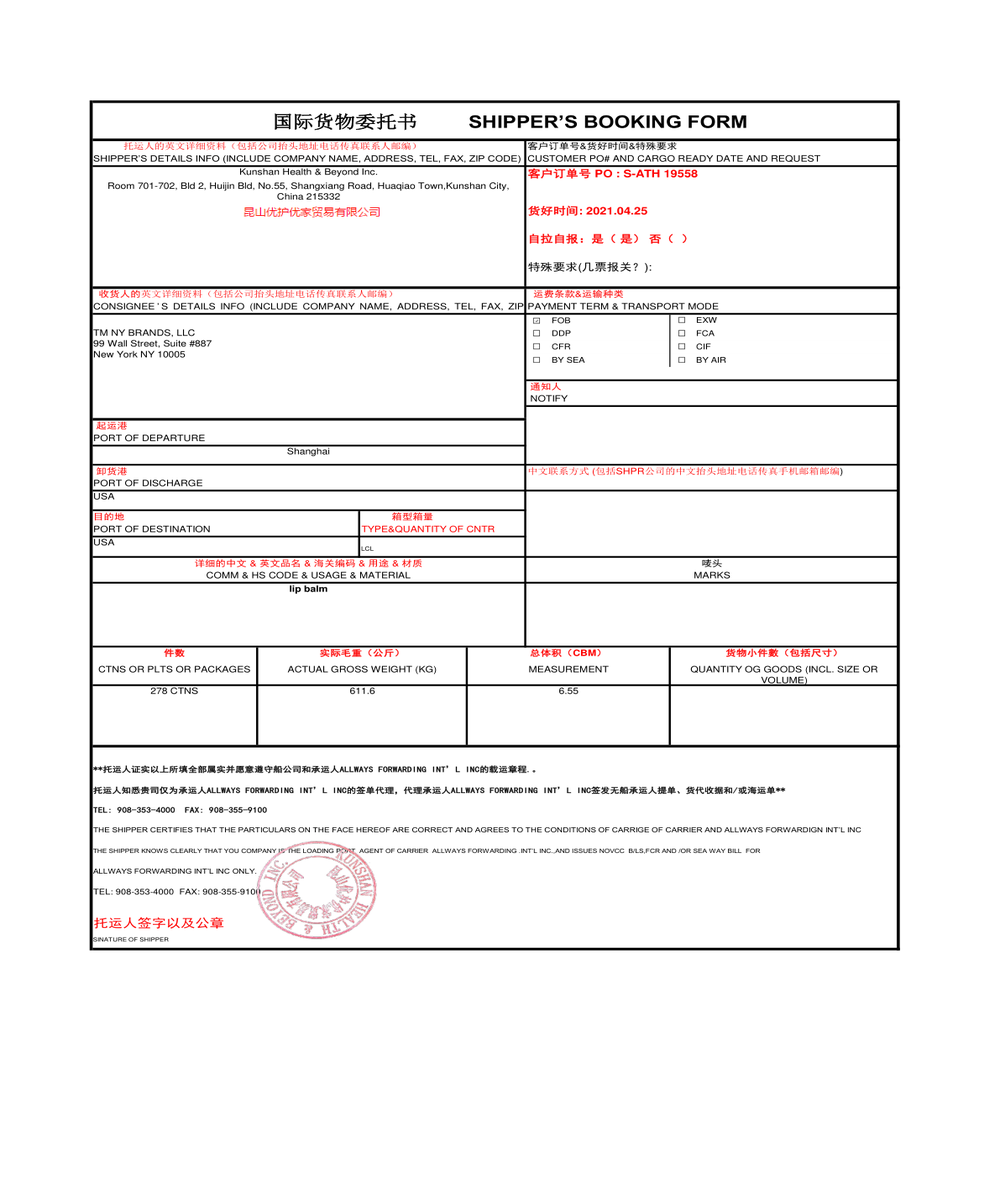 国际货物委托书 SHIPPER'S BOOKING FORM
托运人的英文详细资料（包括公司抬头地址电话传真联系人邮编）
SHIPPER'S DETAILS INFO (INCLUDE COMPANY NAME, ADDRESS, TEL, FAX, ZIP CODE)
客户订单号&货好时间&特殊要求
CUSTOMER PO# AND CARGO READY DATE AND REQUEST
Kunshan Health & Beyond Inc.
Room 701-702, Bld 2, Huijin Bld, No.55, Shangxiang Road, Huaqiao Town,Kunshan City,
China 215332
昆山优护优家贸易有限公司
客户订单号 PO : S-ATH 19558
货好时间: 2021.04.25
自拉自报：是（ 是） 否（ ）
特殊要求(几票报关？):
收货人的英文详细资料（包括公司抬头地址电话传真联系人邮编）
CONSIGNEE'S DETAILS INFO (INCLUDE COMPANY NAME, ADDRESS, TEL, FAX, ZIP
运费条款&运输种类
PAYMENT TERM & TRANSPORT MODE
TM NY BRANDS, LLC
99 Wall Street, Suite #887
New York NY 10005
☑ FOB ☐ EXW
☐ DDP ☐ FCA
☐ CFR ☐ CIF
☐ BY SEA ☐ BY AIR
通知人
NOTIFY
起运港
PORT OF DEPARTURE
Shanghai
卸货港
PORT OF DISCHARGE
USA
中文联系方式 (包括SHPR公司的中文抬头地址电话传真手机邮箱邮编)
目的地
PORT OF DESTINATION
箱型箱量
TYPE&QUANTITY OF CNTR
USA
LCL
详细的中文 & 英文品名 & 海关编码 & 用途 & 材质
COMM & HS CODE & USAGE & MATERIAL
唛头
MARKS
lip balm
件数
CTNS OR PLTS OR PACKAGES
实际毛重（公斤）
ACTUAL GROSS WEIGHT (KG)
总体积（CBM）
MEASUREMENT
货物小件數（包括尺寸）
QUANTITY OG GOODS (INCL. SIZE OR
VOLUME)
278 CTNS
611.6
6.55
**托运人证实以上所填全部属实并愿意遵守船公司和承运人ALLWAYS FORWARDING INT'L INC的载运章程.。
托运人知悉贵司仅为承运人ALLWAYS FORWARDING INT'L INC的签单代理，代理承运人ALLWAYS FORWARDING INT'L INC签发无船承运人提单、货代收据和/或海运单**
TEL: 908-353-4000 FAX: 908-355-9100
THE SHIPPER CERTIFIES THAT THE PARTICULARS ON THE FACE HEREOF ARE CORRECT AND AGREES TO THE CONDITIONS OF CARRIGE OF CARRIER AND ALLWAYS FORWARDIGN INT'L INC
THE SHIPPER KNOWS CLEARLY THAT YOU COMPANY IS THE LOADING PORT AGENT OF CARRIER ALLWAYS FORWARDING .INT'L INC.,AND ISSUES NOVCC B/LS,FCR AND /OR SEA WAY BILL FOR
ALLWAYS FORWARDING INT'L INC ONLY.
TEL: 908-353-4000 FAX: 908-355-9100
KUNSHAN HEALTH & BEYOND INC.
昆山优护优家贸易有限公司
托运人签字以及公章
SINATURE OF SHIPPER